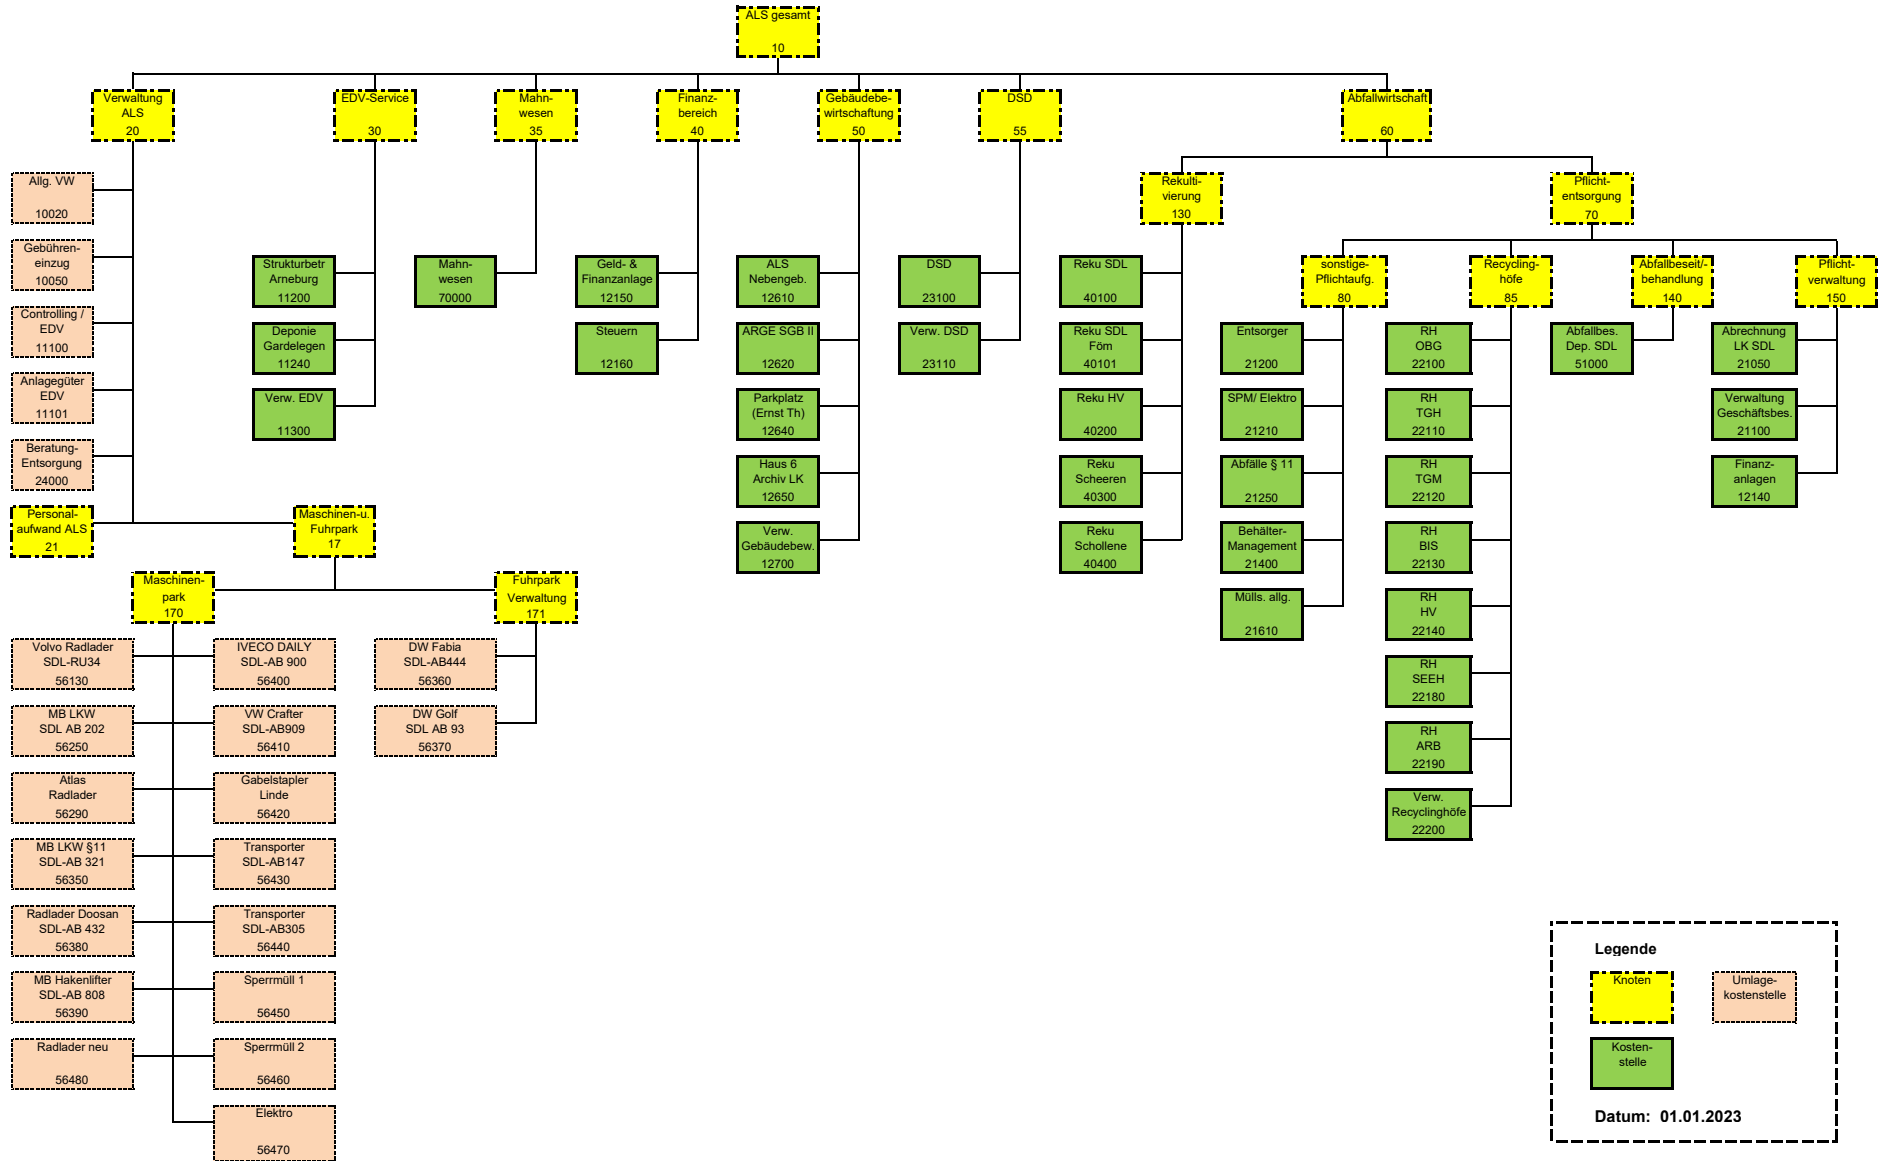 ALS gesamt
10
Verwaltung
ALS
20
EDV-Service
30
Mahn-
wesen
35
Finanz-
bereich
40
Gebäudebe-
wirtschaftung
50
DSD
55
Abfallwirtschaft
60
Rekulti-
vierung
130
Pflicht-
entsorgung
70
Allg. VW
10020
Gebühren-
einzug
10050
Controlling /
EDV
11100
Anlagegüter
EDV
11101
Beratung-
Entsorgung
24000
Personal-
aufwand ALS
21
Maschinen-u.
Fuhrpark
17
Strukturbetr
Arneburg
11200
Deponie
Gardelegen
11240
Verw. EDV
11300
Mahn-
wesen
70000
Geld- &
Finanzanlage
12150
Steuern
12160
ALS
Nebengeb.
12610
ARGE SGB II
12620
Parkplatz
(Ernst Th)
12640
Haus 6
Archiv LK
12650
Verw.
Gebäudebew.
12700
DSD
23100
Verw. DSD
23110
Reku SDL
40100
Reku SDL
Föm
40101
Reku HV
40200
Reku
Scheeren
40300
Reku
Schollene
40400
sonstige-
Pflichtaufg.
80
Recycling-
höfe
85
Abfallbeseit/-
behandlung
140
Pflicht-
verwaltung
150
Entsorger
21200
SPM/ Elektro
21210
Abfälle § 11
21250
Behälter-
Management
21400
Mülls. allg.
21610
RH
OBG
22100
RH
TGH
22110
RH
TGM
22120
RH
BIS
22130
RH
HV
22140
RH
SEEH
22180
RH
ARB
22190
Verw.
Recyclinghöfe
22200
Abfallbes.
Dep. SDL
51000
Abrechnung
LK SDL
21050
Verwaltung
Geschäftsbes.
21100
Finanz-
anlagen
12140
Maschinen-
park
170
Fuhrpark
Verwaltung
171
Volvo Radlader
SDL-RU34
56130
MB LKW
SDL AB 202
56250
Atlas
Radlader
56290
MB LKW §11
SDL-AB 321
56350
Radlader Doosan
SDL-AB 432
56380
MB Hakenlifter
SDL-AB 808
56390
Radlader neu
56480
IVECO DAILY
SDL-AB 900
56400
VW Crafter
SDL-AB909
56410
Gabelstapler
Linde
56420
Transporter
SDL-AB147
56430
Transporter
SDL-AB305
56440
Sperrmüll 1
56450
Sperrmüll 2
56460
Elektro
56470
DW Fabia
SDL-AB444
56360
DW Golf
SDL AB 93
56370
Legende
Knoten
Umlage-
kostenstelle
Kosten-
stelle
Datum: 01.01.2023